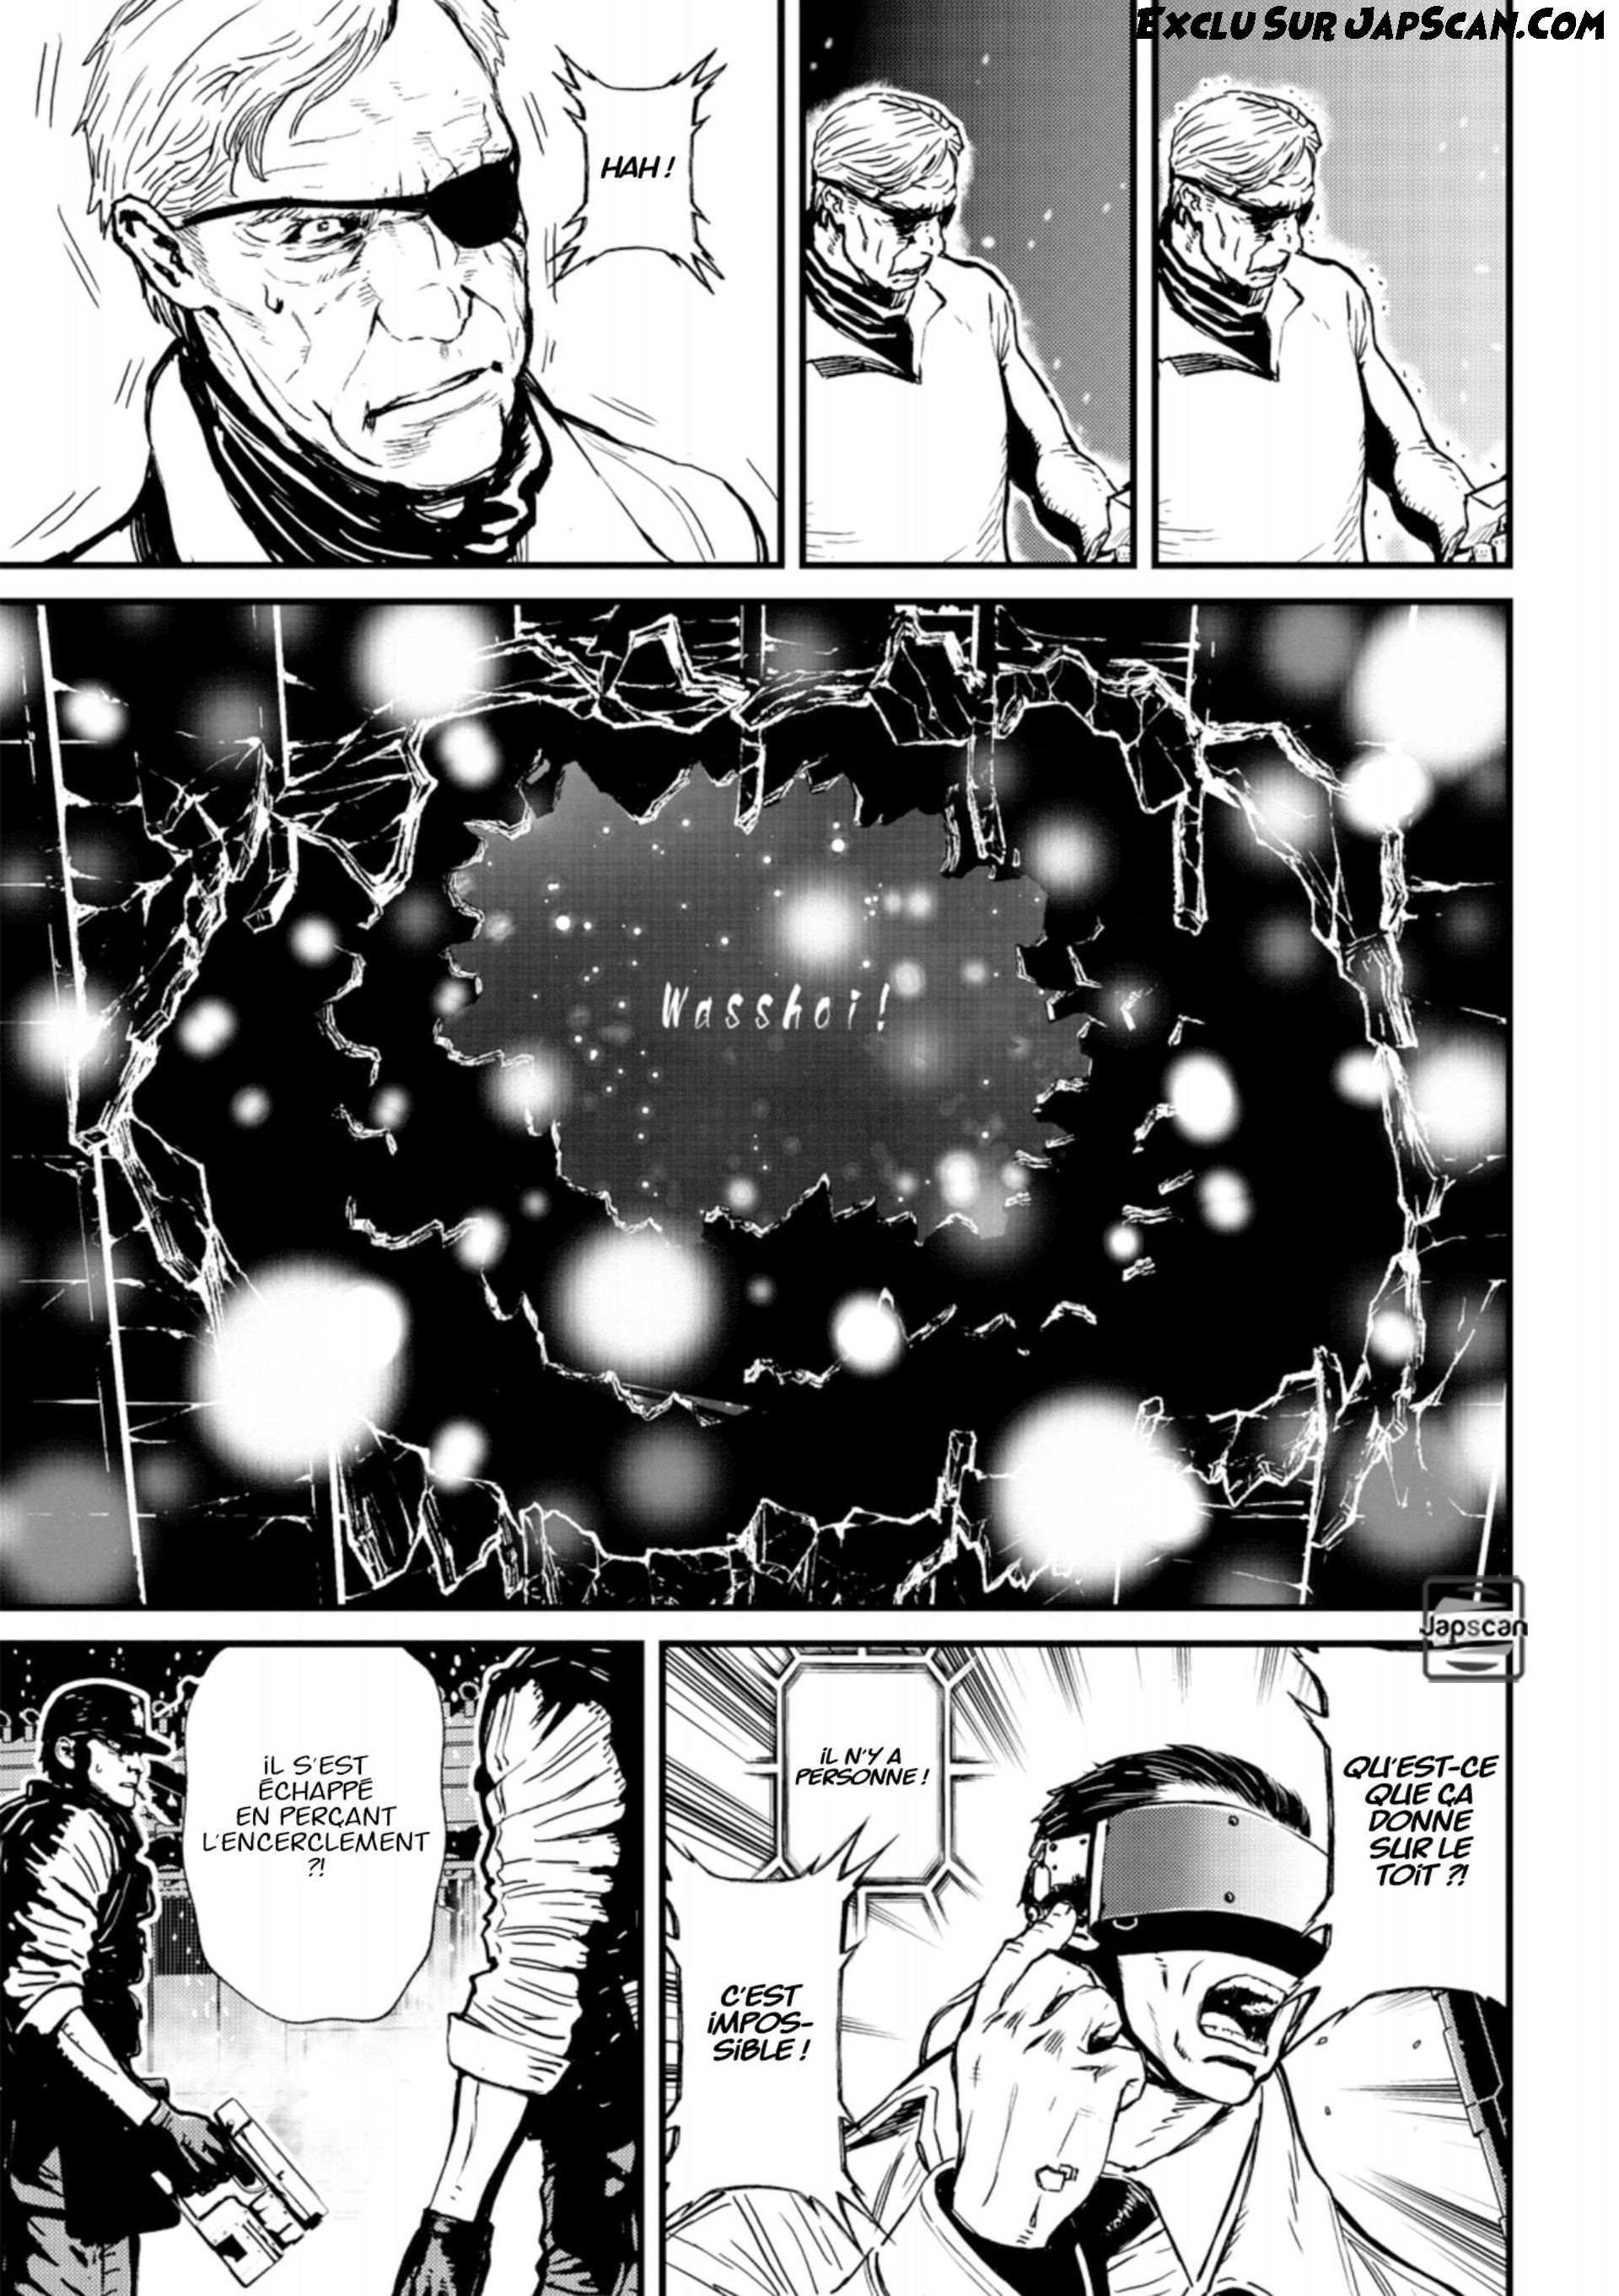 EXCLU SUR JAPSCAN.COM
HAH !
Wasshoi!
Japscan
QU'EST-CE
QUE ÇA
DONNE
SUR LE
TOIT ?!
IL N'Y A
PERSONNE !
C'EST
IMPOS-
SIBLE !
IL S'EST
ÉCHAPPÉ
EN PERÇANT
L'ENCERCLEMENT
?!